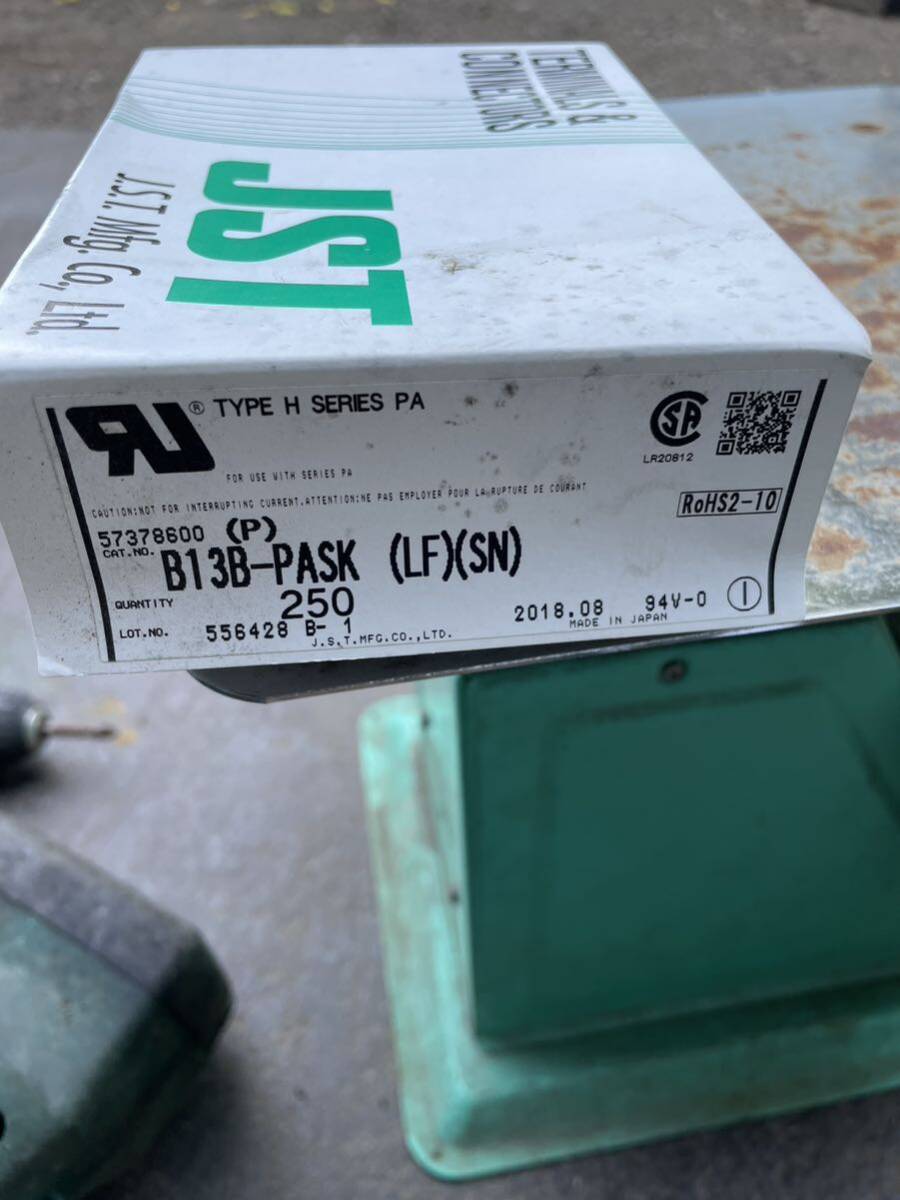 TERMINALS &
CONNECTORS
JST
J.S.T. Mfg. Co., Ltd.
® TYPE H SERIES PA
FOR USE WITH SERIES PA
LR20812
CAUTION:NOT FOR INTERRUPTING CURRENT.ATTENTION:NE PAS EMPLOYER POUR LA RUPTURE DE COURANT
RoHS2-10
57378600 (P)
CAT.NO. B13B-PASK (LF)(SN)
QUANTITY 250
2018.08 94V-0 1
MADE IN JAPAN
LOT.NO. 556428 B- 1
J.S.T.MFG.CO.,LTD.